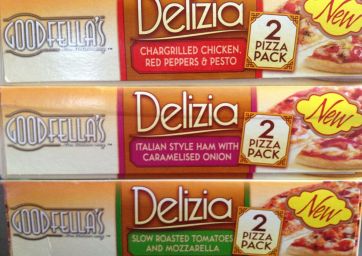 GOODFELLA'S
Delizia
CHARGRILLED CHICKEN,
RED PEPPERS & PESTO
2
PIZZA
PACK
New
GOODFELLA'S
Delizia
ITALIAN STYLE HAM WITH
CARAMELISED ONION
2
PIZZA
PACK
New
GOODFELLA'S
Delizia
SLOW ROASTED TOMATOES
AND MOZZARELLA
2
PIZZA
PACK
New